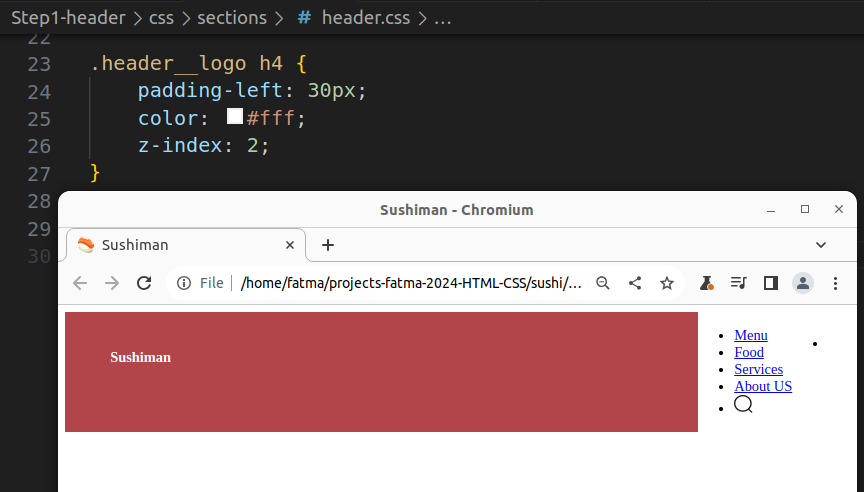 Step1-header > css > sections > # header.css > ...
22
23 .header__logo h4 {
24 padding-left: 30px;
25 color: #fff;
26 z-index: 2;
27 }
28
29
30
Sushiman - Chromium
Sushiman
File /home/fatma/projects-fatma-2024-HTML-CSS/sushi/...
Sushiman
Menu
Food
Services
About US